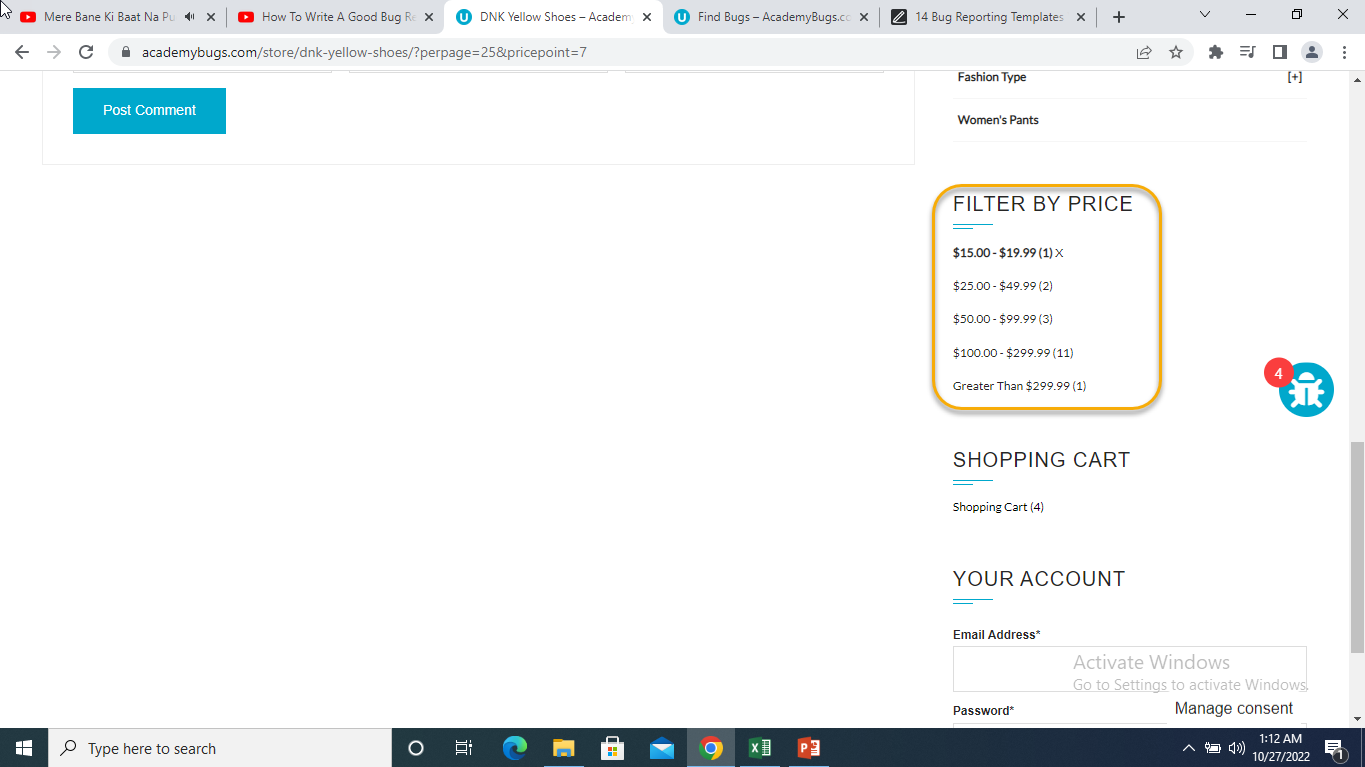 Mere Bane Ki Baat Na Pu
How To Write A Good Bug Re
DNK Yellow Shoes – Academy
Find Bugs – AcademyBugs.co
14 Bug Reporting Templates
academybugs.com/store/dnk-yellow-shoes/?perpage=25&pricepoint=7
Fashion Type [+]
Post Comment
Women's Pants
FILTER BY PRICE
$15.00 - $19.99 (1) X
$25.00 - $49.99 (2)
$50.00 - $99.99 (3)
$100.00 - $299.99 (11)
4
Greater Than $299.99 (1)
SHOPPING CART
Shopping Cart (4)
YOUR ACCOUNT
Email Address*
Activate Windows
Go to Settings to activate Windows.
Password*
Manage consent
Type here to search
1:12 AM
10/27/2022
1